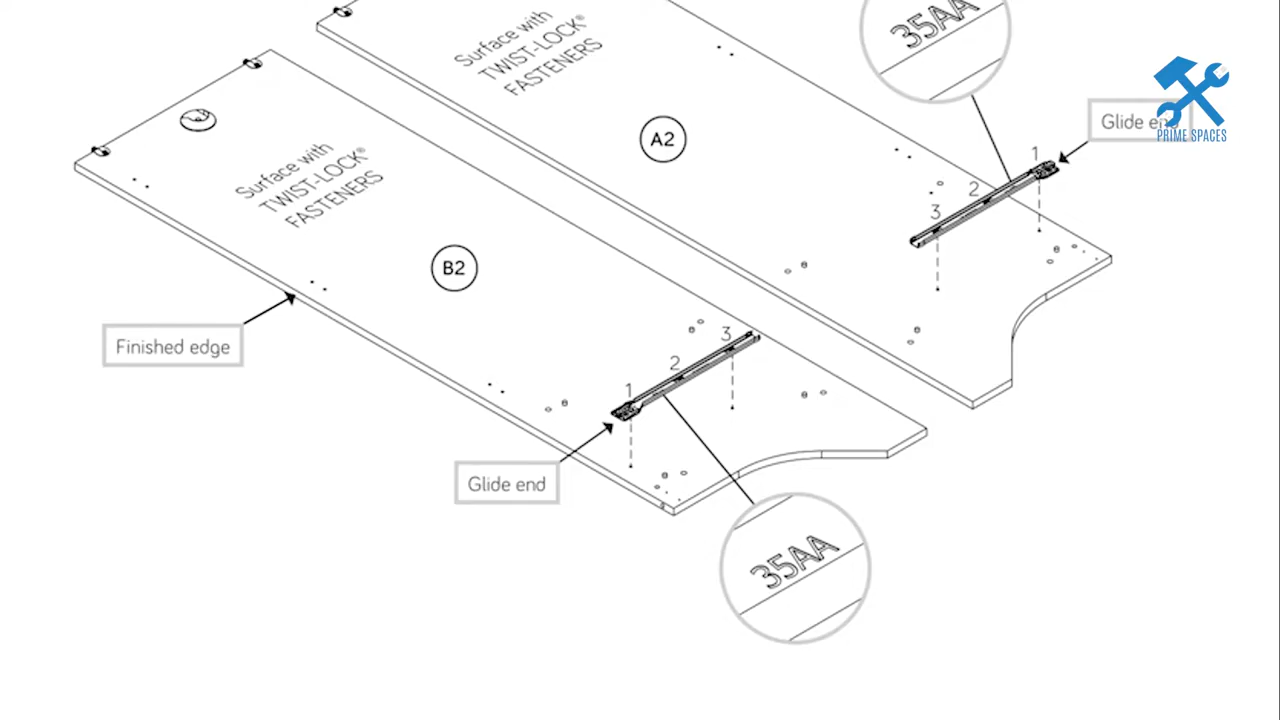 Surface with
TWIST-LOCK®
FASTENERS
35AA
A2
Glide
PRIME SPACES
1
2
3
Surface with
TWIST-LOCK®
FASTENERS
B2
Finished edge
3
2
1
Glide end
35AA